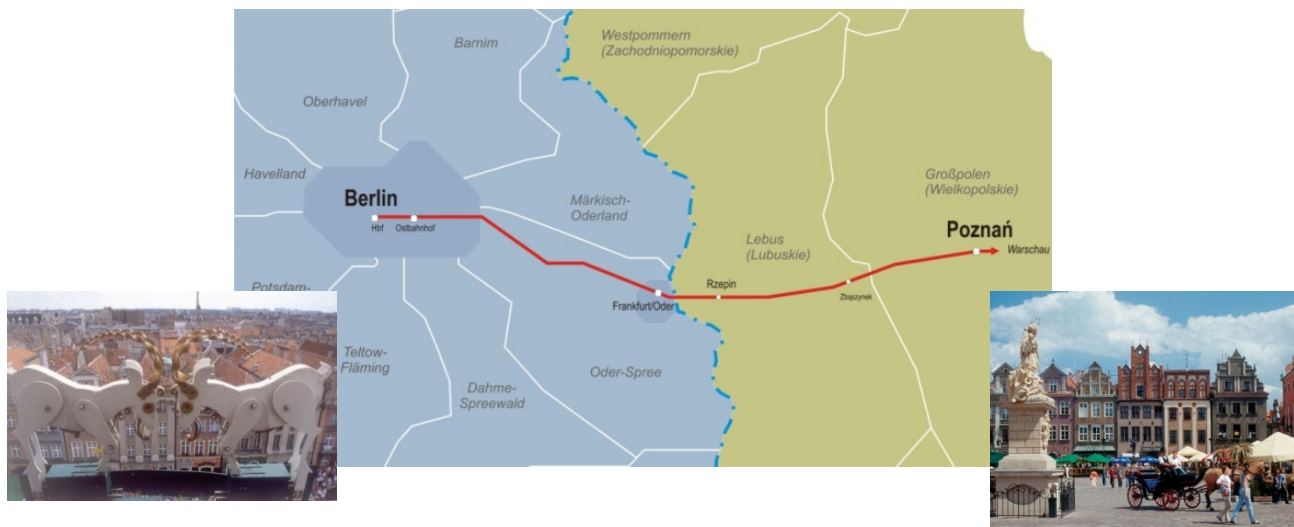 Barnim
Westpommern
(Zachodniopomorskie)
Oberhavel
Havelland
Großpolen
(Wielkopolskie)
Berlin
Hbf
Ostbahnhof
Märkisch-
Oderland
Lebus
(Lubuskie)
Poznań
Warschau
Potsdam-
Frankfurt/Oder
Rzepin
Zbąszynek
Teltow-
Fläming
Dahme-
Spreewald
Oder-Spree